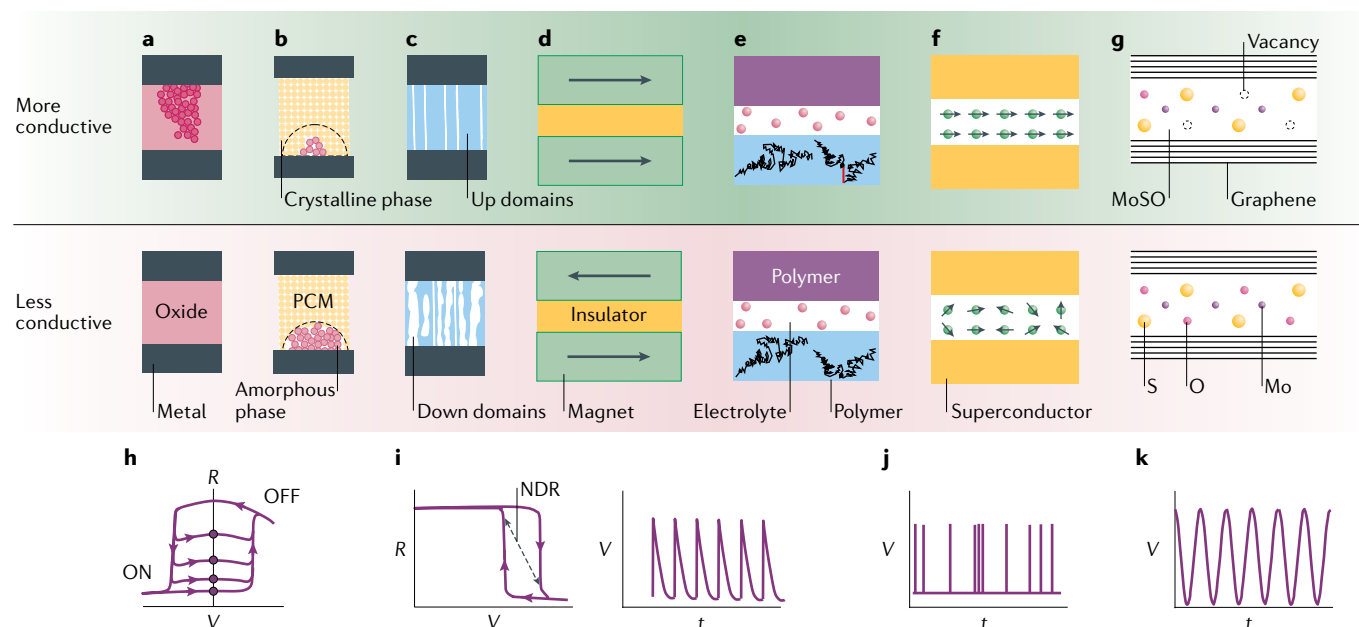 a
b
c
d
e
f
g
Vacancy
More
conductive
Crystalline phase
Up domains
MoSO
Graphene
Less
conductive
Oxide
PCM
Insulator
Polymer
Amorphous
phase
Metal
Down domains
Magnet
Electrolyte
Polymer
Superconductor
S
O
Mo
h
i
j
k
R
OFF
ON
V
NDR
R
V
V
t
V
t
V
t